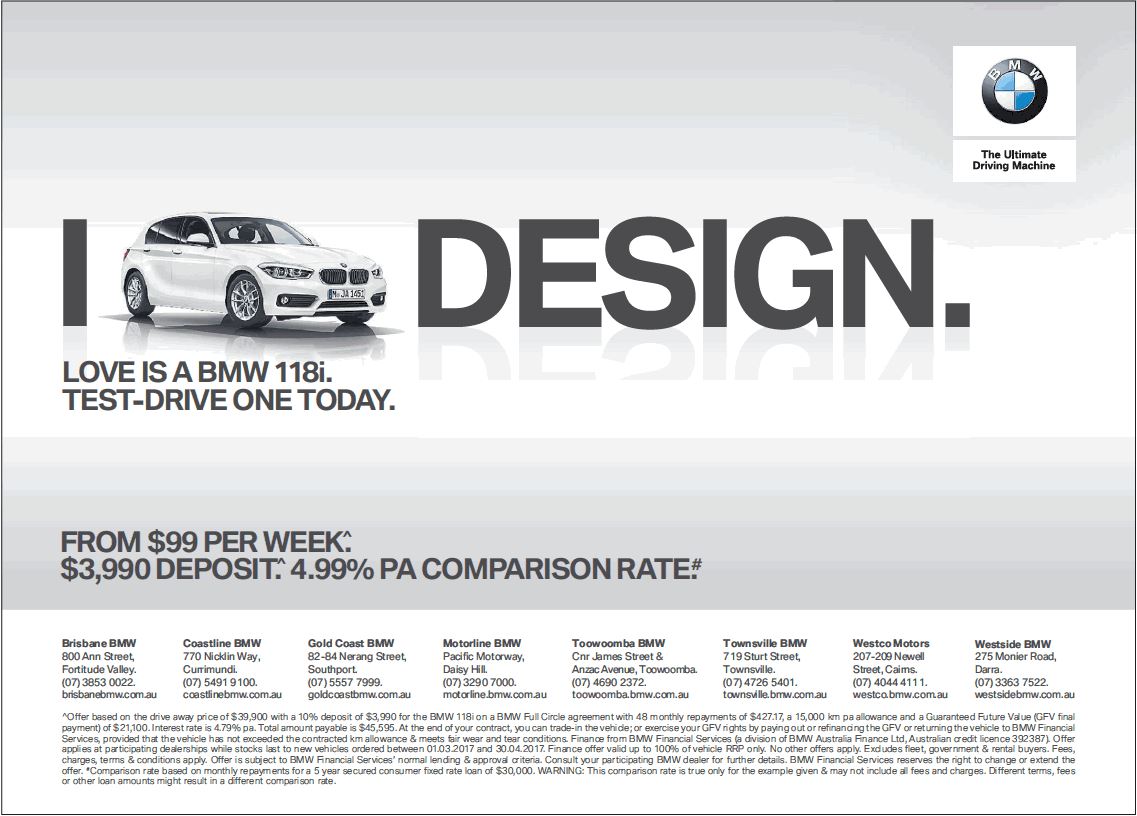 BMW
The Ultimate
Driving Machine
I DESIGN.
M·JA 1451
LOVE IS A BMW 118i.
TEST-DRIVE ONE TODAY.
FROM $99 PER WEEK.^
$3,990 DEPOSIT.^ 4.99% PA COMPARISON RATE.#
Brisbane BMW
800 Ann Street,
Fortitude Valley.
(07) 3853 0022.
brisbanebmw.com.au
Coastline BMW
770 Nicklin Way,
Currimundi.
(07) 5491 9100.
coastlinebmw.com.au
Gold Coast BMW
82-84 Nerang Street,
Southport.
(07) 5557 7999.
goldcoastbmw.com.au
Motorline BMW
Pacific Motorway,
Daisy Hill.
(07) 3290 7000.
motorline.bmw.com.au
Toowoomba BMW
Cnr James Street &
Anzac Avenue, Toowoomba.
(07) 4690 2372.
toowoomba.bmw.com.au
Townsville BMW
719 Sturt Street,
Townsville.
(07) 4726 5401.
townsville.bmw.com.au
Westco Motors
207-209 Newell
Street, Cairns.
(07) 4044 4111.
westco.bmw.com.au
Westside BMW
275 Monier Road,
Darra.
(07) 3363 7522.
westsidebmw.com.au
^Offer based on the drive away price of $39,900 with a 10% deposit of $3,990 for the BMW 118i on a BMW Full Circle agreement with 48 monthly repayments of $427.17, a 15,000 km pa allowance and a Guaranteed Future Value (GFV final
payment) of $21,100. Interest rate is 4.79% pa. Total amount payable is $45,595. At the end of your contract, you can trade-in the vehicle; or exercise your GFV rights by paying out or refinancing the GFV or returning the vehicle to BMW Financial
Services, provided that the vehicle has not exceeded the contracted km allowance & meets fair wear and tear conditions. Finance from BMW Financial Services (a division of BMW Australia Finance Ltd, Australian credit licence 392387). Offer
applies at participating dealerships while stocks last to new vehicles ordered between 01.03.2017 and 30.04.2017. Finance offer valid up to 100% of vehicle RRP only. No other offers apply. Excludes fleet, government & rental buyers. Fees,
charges, terms & conditions apply. Offer is subject to BMW Financial Services' normal lending & approval criteria. Consult your participating BMW dealer for further details. BMW Financial Services reserves the right to change or extend the
offer. #Comparison rate based on monthly repayments for a 5 year secured consumer fixed rate loan of $30,000. WARNING: This comparison rate is true only for the example given & may not include all fees and charges. Different terms, fees
or other loan amounts might result in a different comparison rate.